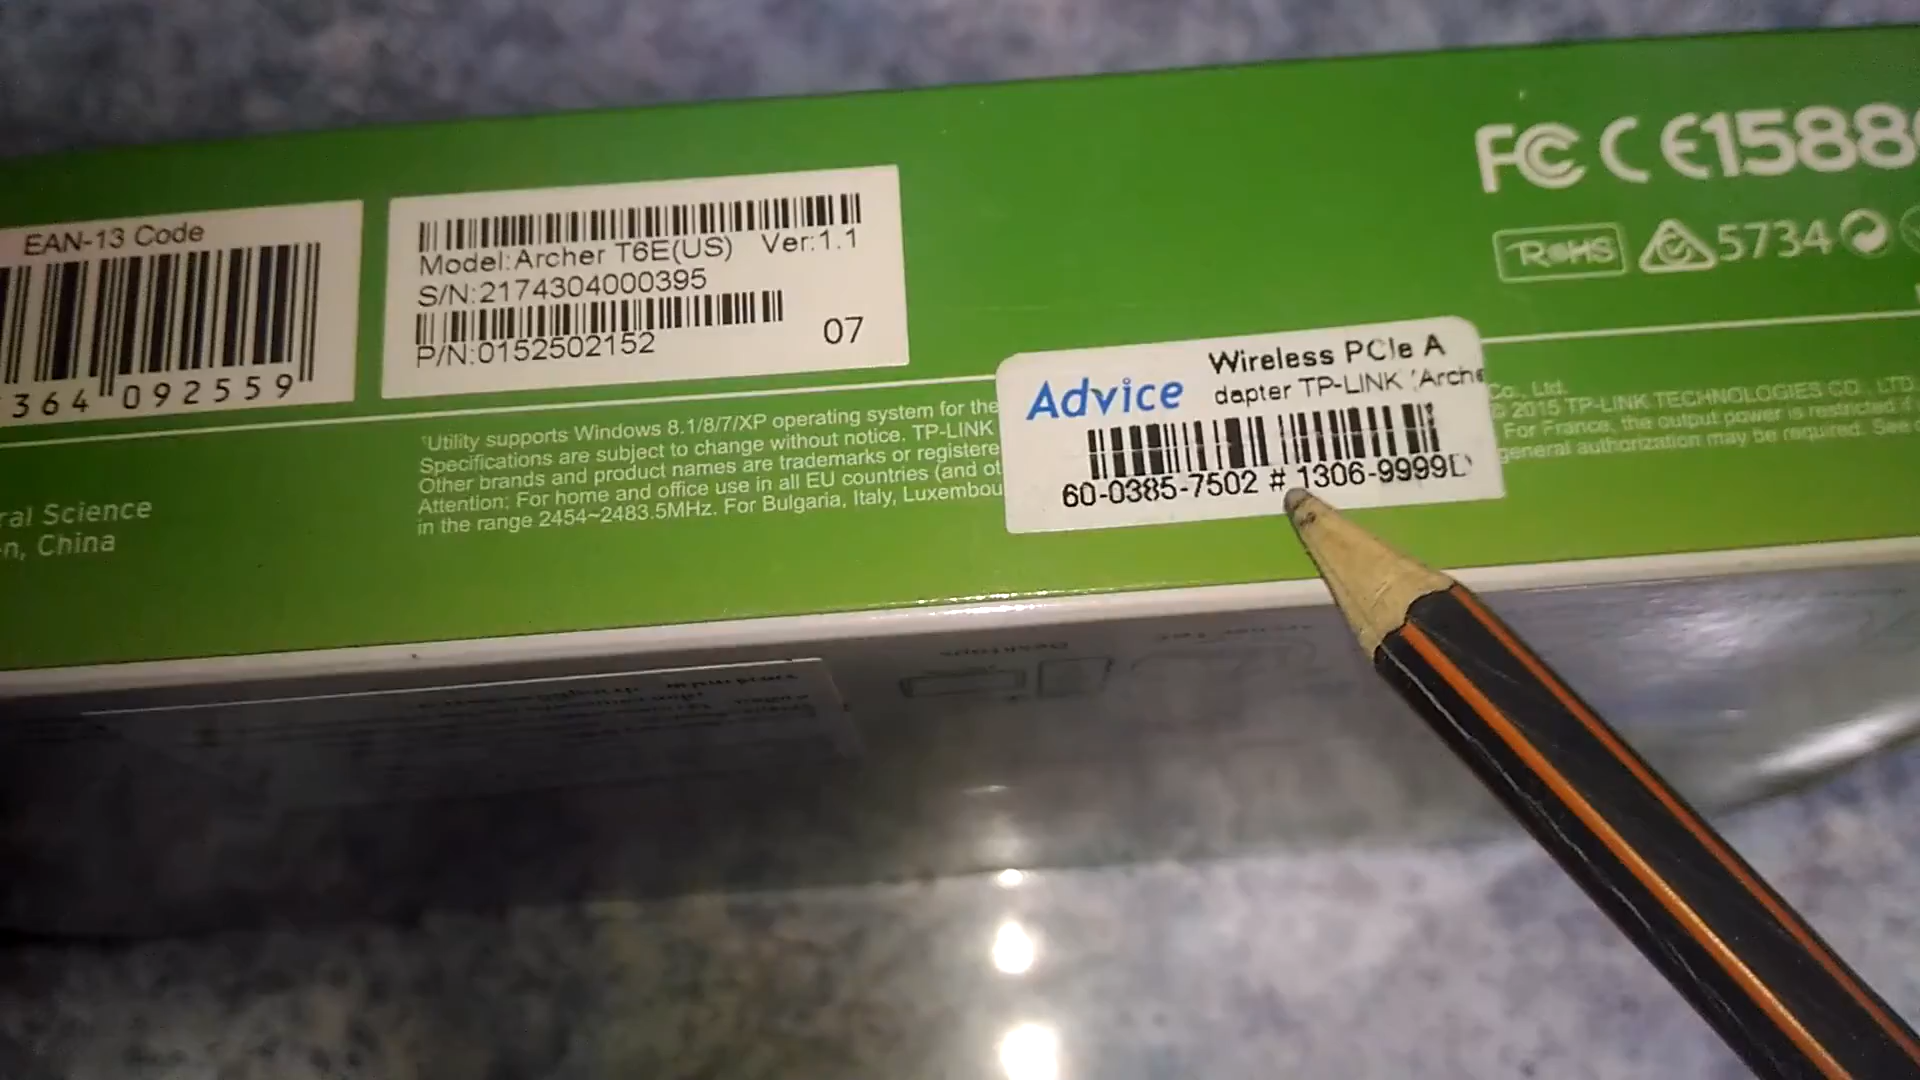 EAN-13 Code
364 092559
Model:Archer T6E(US) Ver:1.1
S/N:2174304000395
P/N:0152502152
07
FC CE1588
RoHS
5734
Advice
Wireless PCIe A
dapter TP-LINK 'Arche
60-0385-7502 # 1306-9999D
¹Utility supports Windows 8.1/8/7/XP operating system for the
Specifications are subject to change without notice. TP-LINK
Other brands and product names are trademarks or registere
Attention: For home and office use in all EU countries (and ot
in the range 2454~2483.5MHz. For Bulgaria, Italy, Luxembou
Co., Ltd.
© 2015 TP-LINK TECHNOLOGIES CO., LTD.
For France, the output power is restricted if
general authorization may be required. See
ral Science
n, China
Desktops